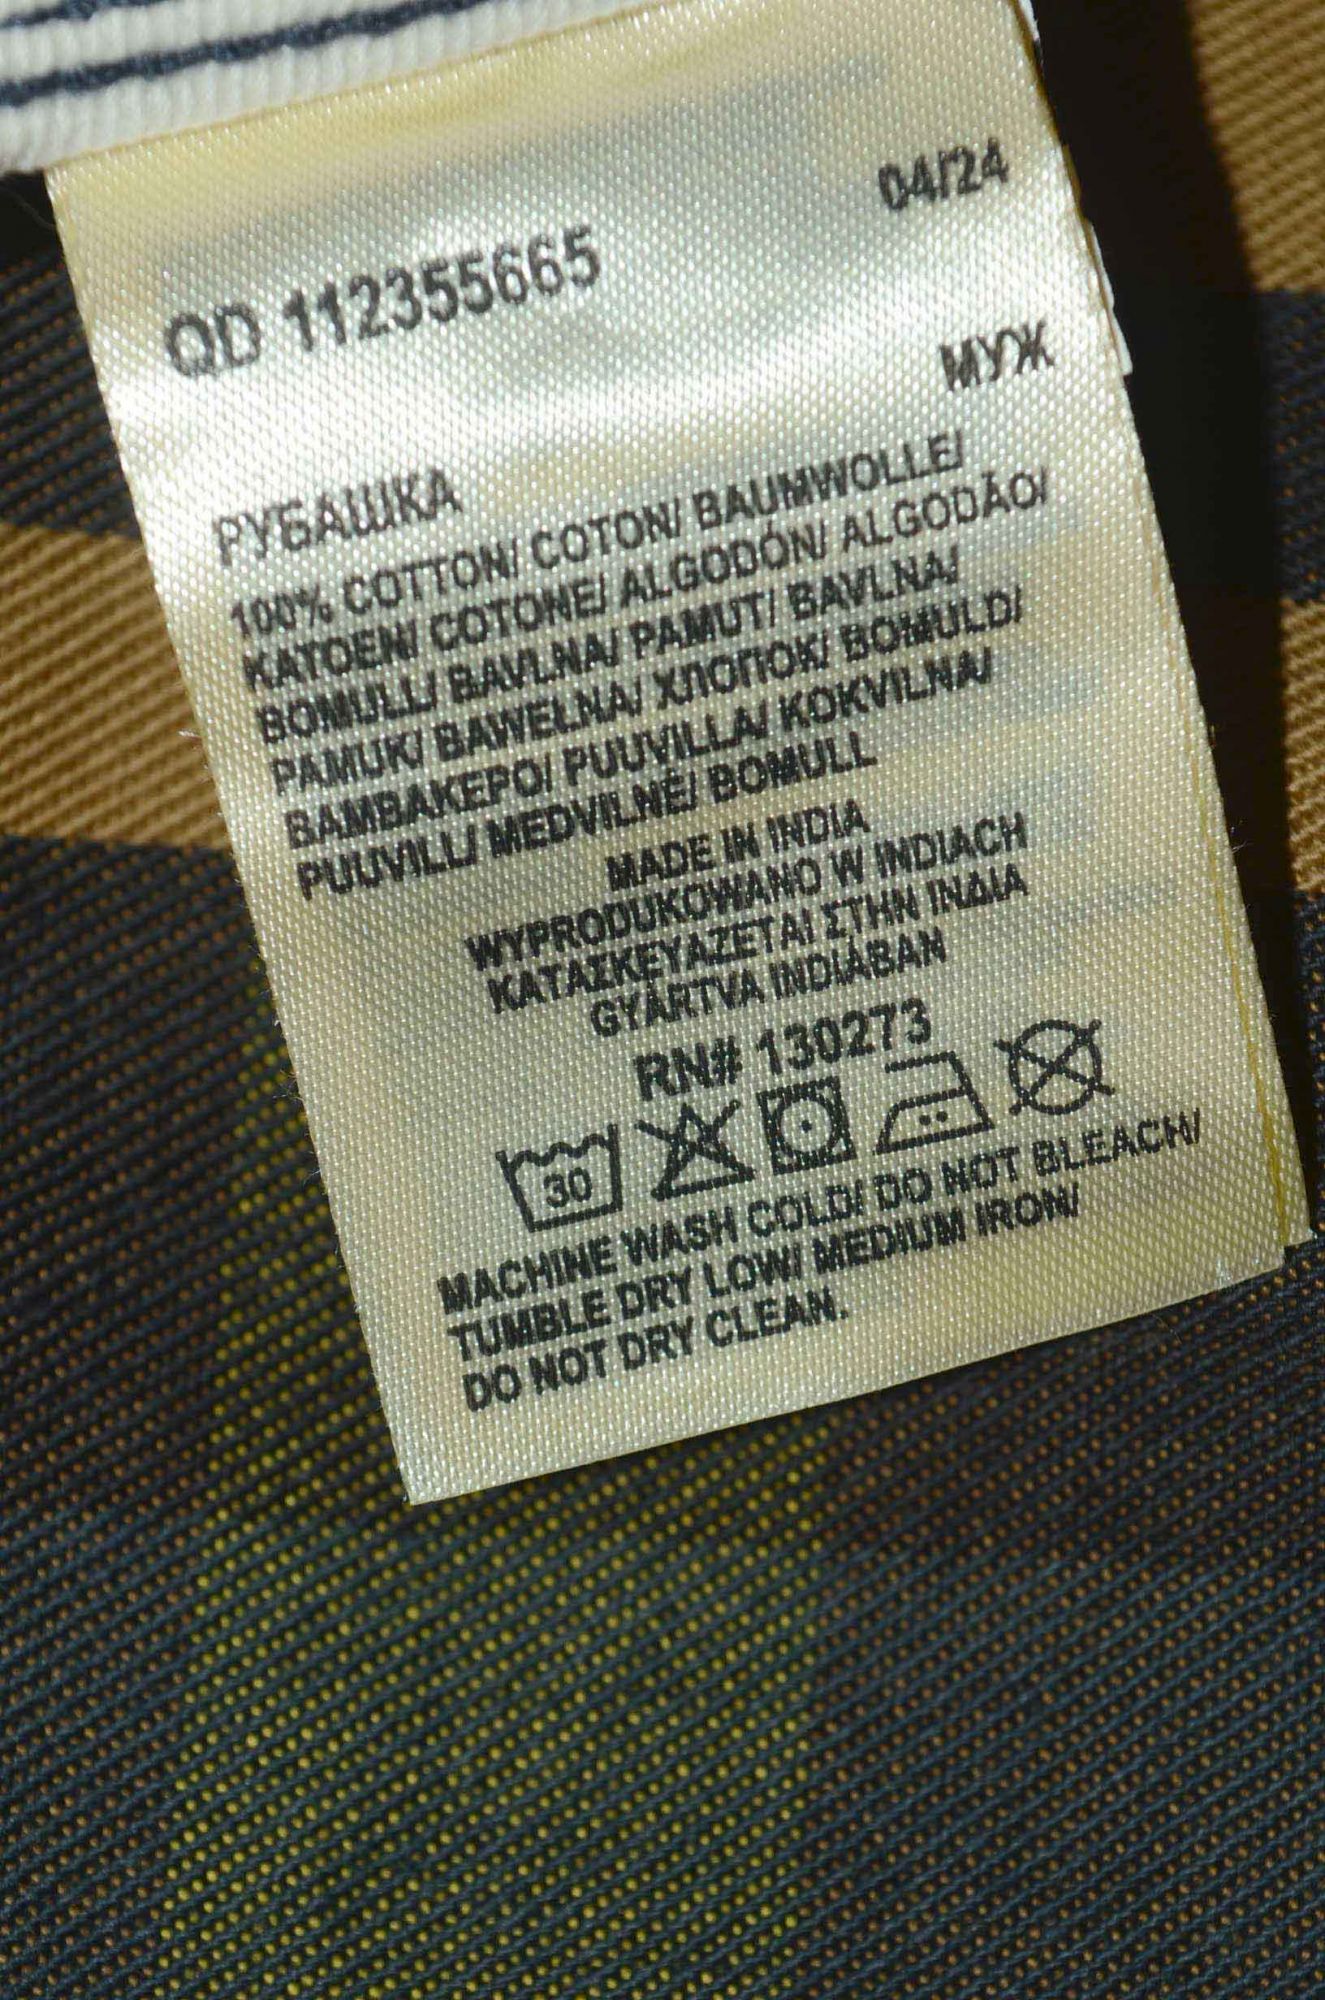 04/24
QD 112355665
МУЖ
РУБАШКА
100% COTTON/ COTON/ BAUMWOLLE/
KATOEN/ COTONE/ ALGODÓN/ ALGODÃO/
BOMULL/ BAVLNA/ PAMUT/ BAVLNA/
PAMUK/ BAWEŁNA/ ХЛОПОК/ BOMULD/
BAMBAKEPO/ PUUVILLA/ KOKVILNA/
PUUVILL/ MEDVILNĖ/ BOMULL
MADE IN INDIA
WYPRODUKOWANO W INDIACH
ΚΑΤΑΣΚΕΥΑΖΕΤΑΙ ΣΤΗΝ ΙΝΔΙΑ
GYÁRTVA INDIÁBAN
RN# 130273
30
MACHINE WASH COLD/ DO NOT BLEACH/
TUMBLE DRY LOW/ MEDIUM IRON/
DO NOT DRY CLEAN.